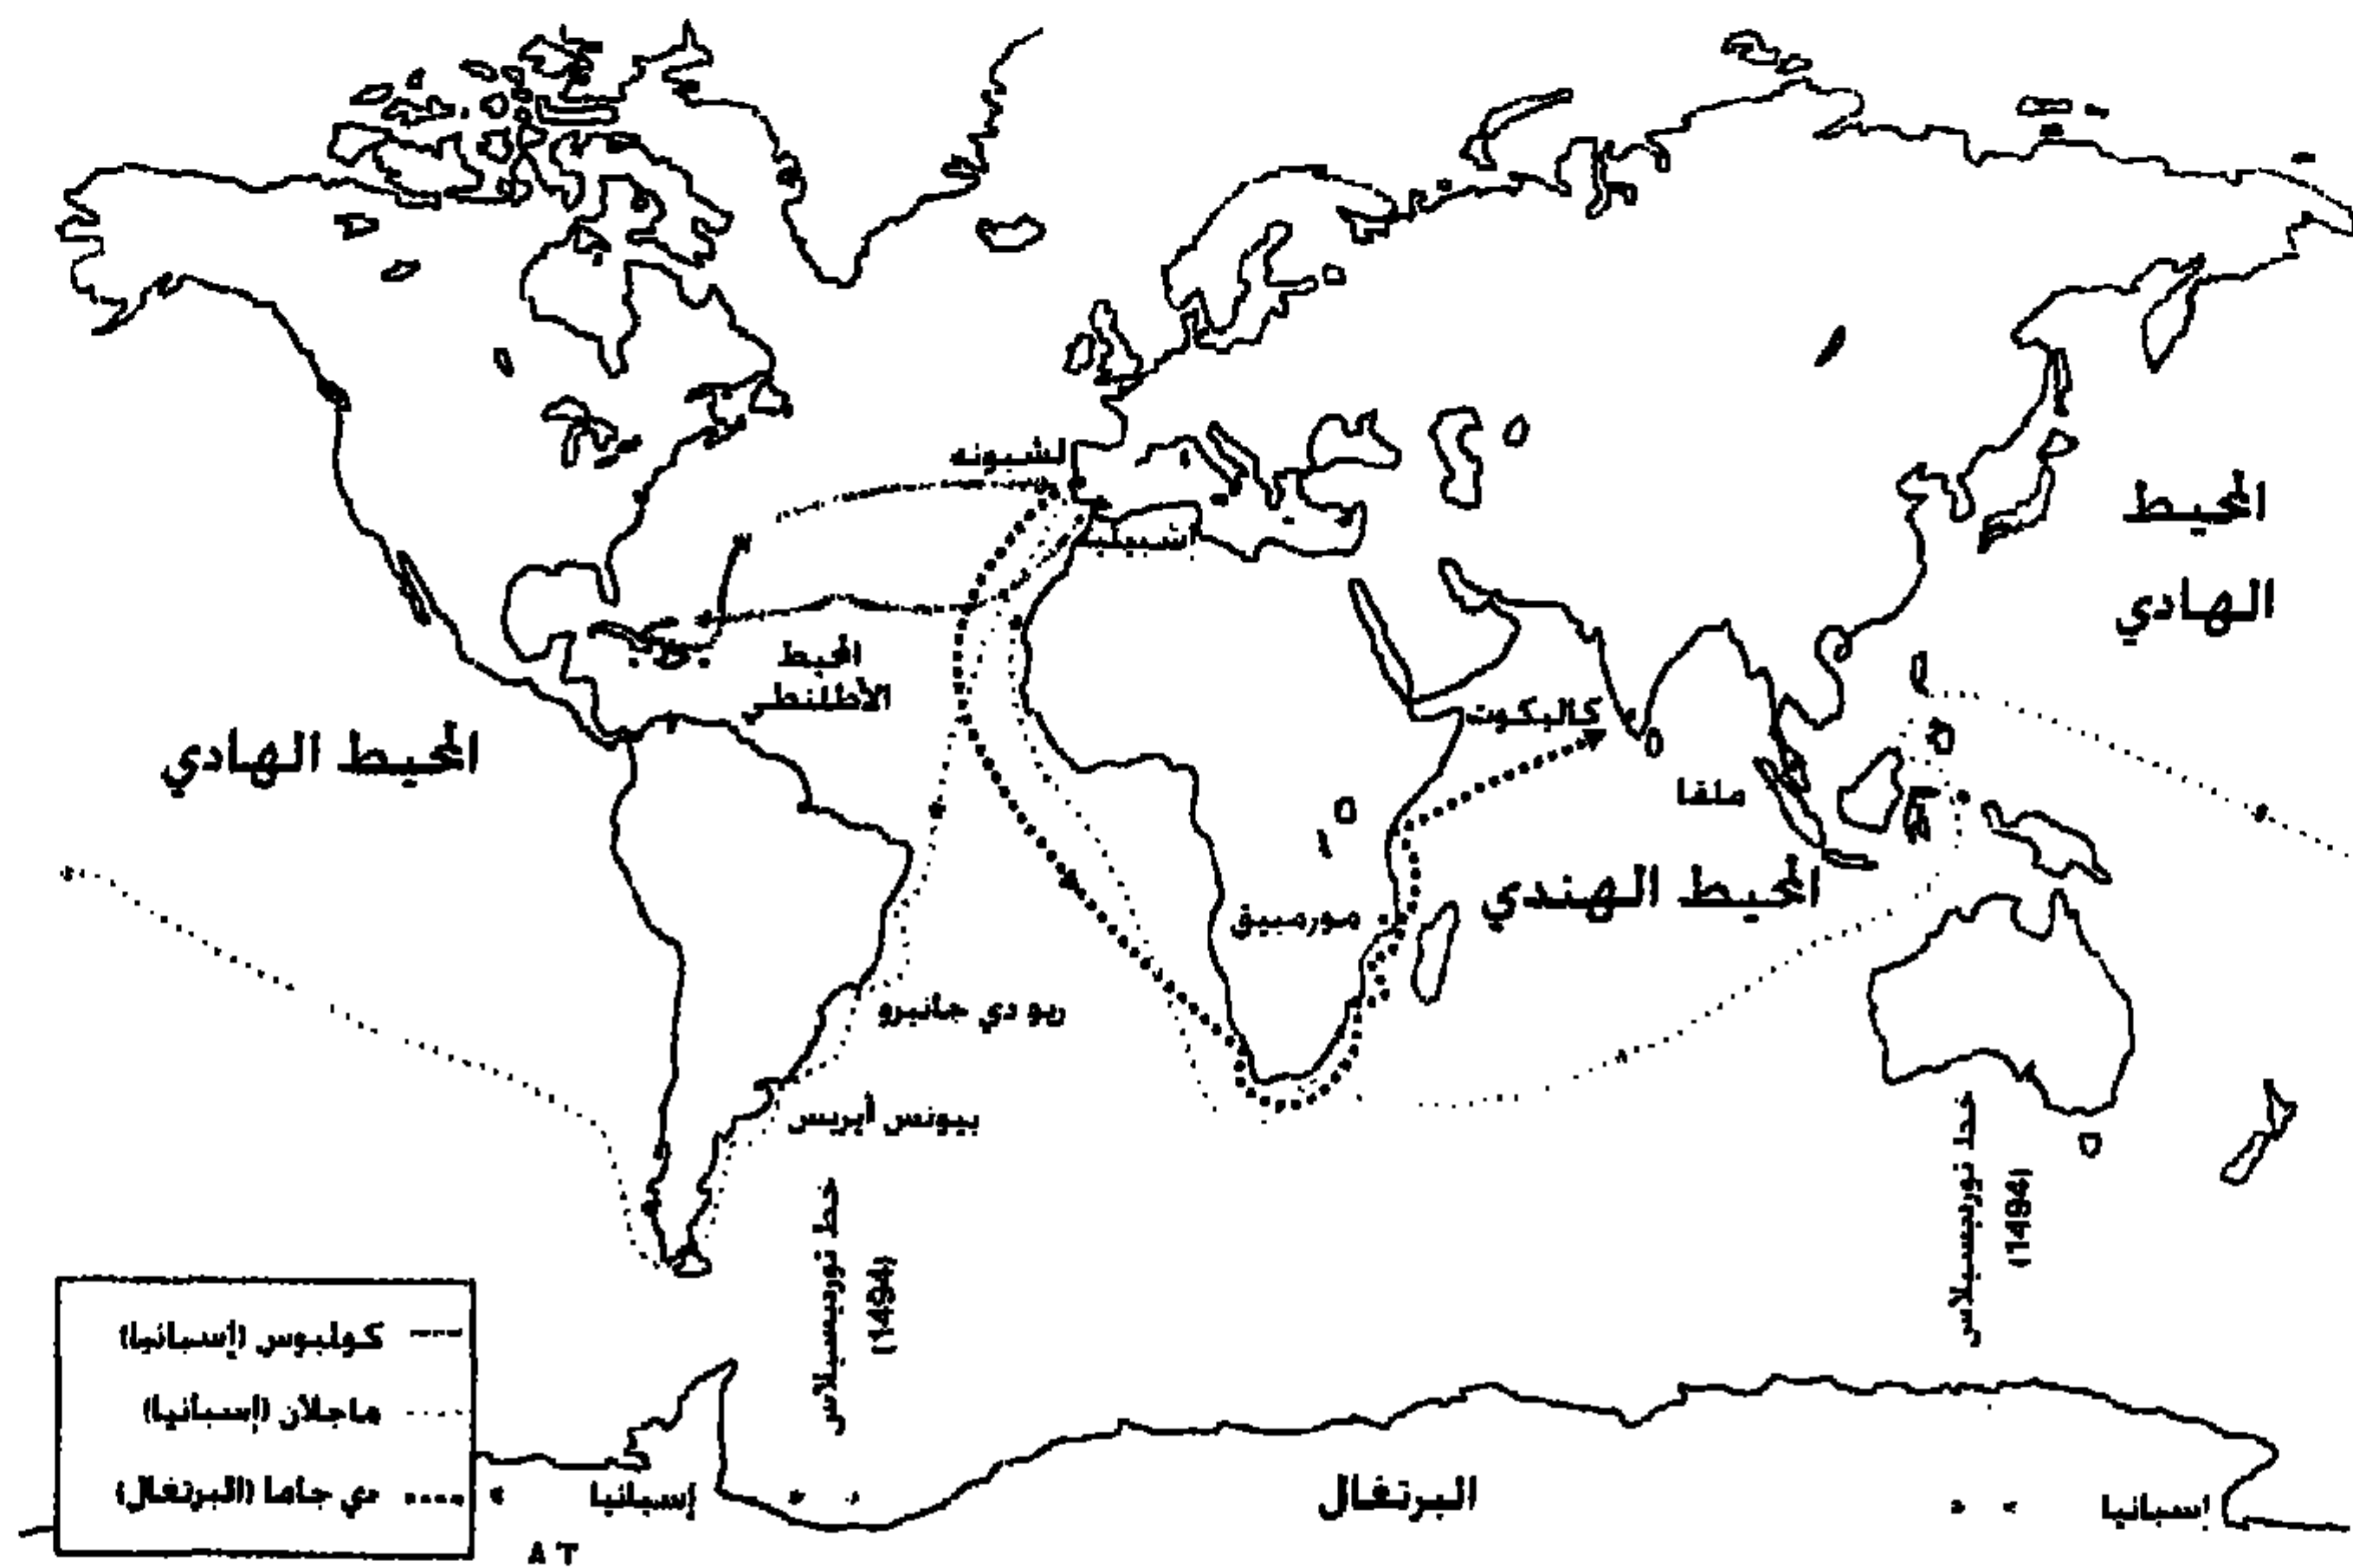 لشبونه
المحيط
الهادي
المحيط
الأطلنطي
المحيط الهادي
كاليكوت
ملقا
المحيط الهندي
موزمبيق
ريو دي جانيرو
بيونس أيرس
خط تورديسيلاس
(1494)
خط تورديسيلاس
(1494)
كولمبوس (إسبانيا)
ماجلان (إسبانيا)
دي جاما (البرتغال)
إسبانيا
البرتغال
إسبانيا
A T